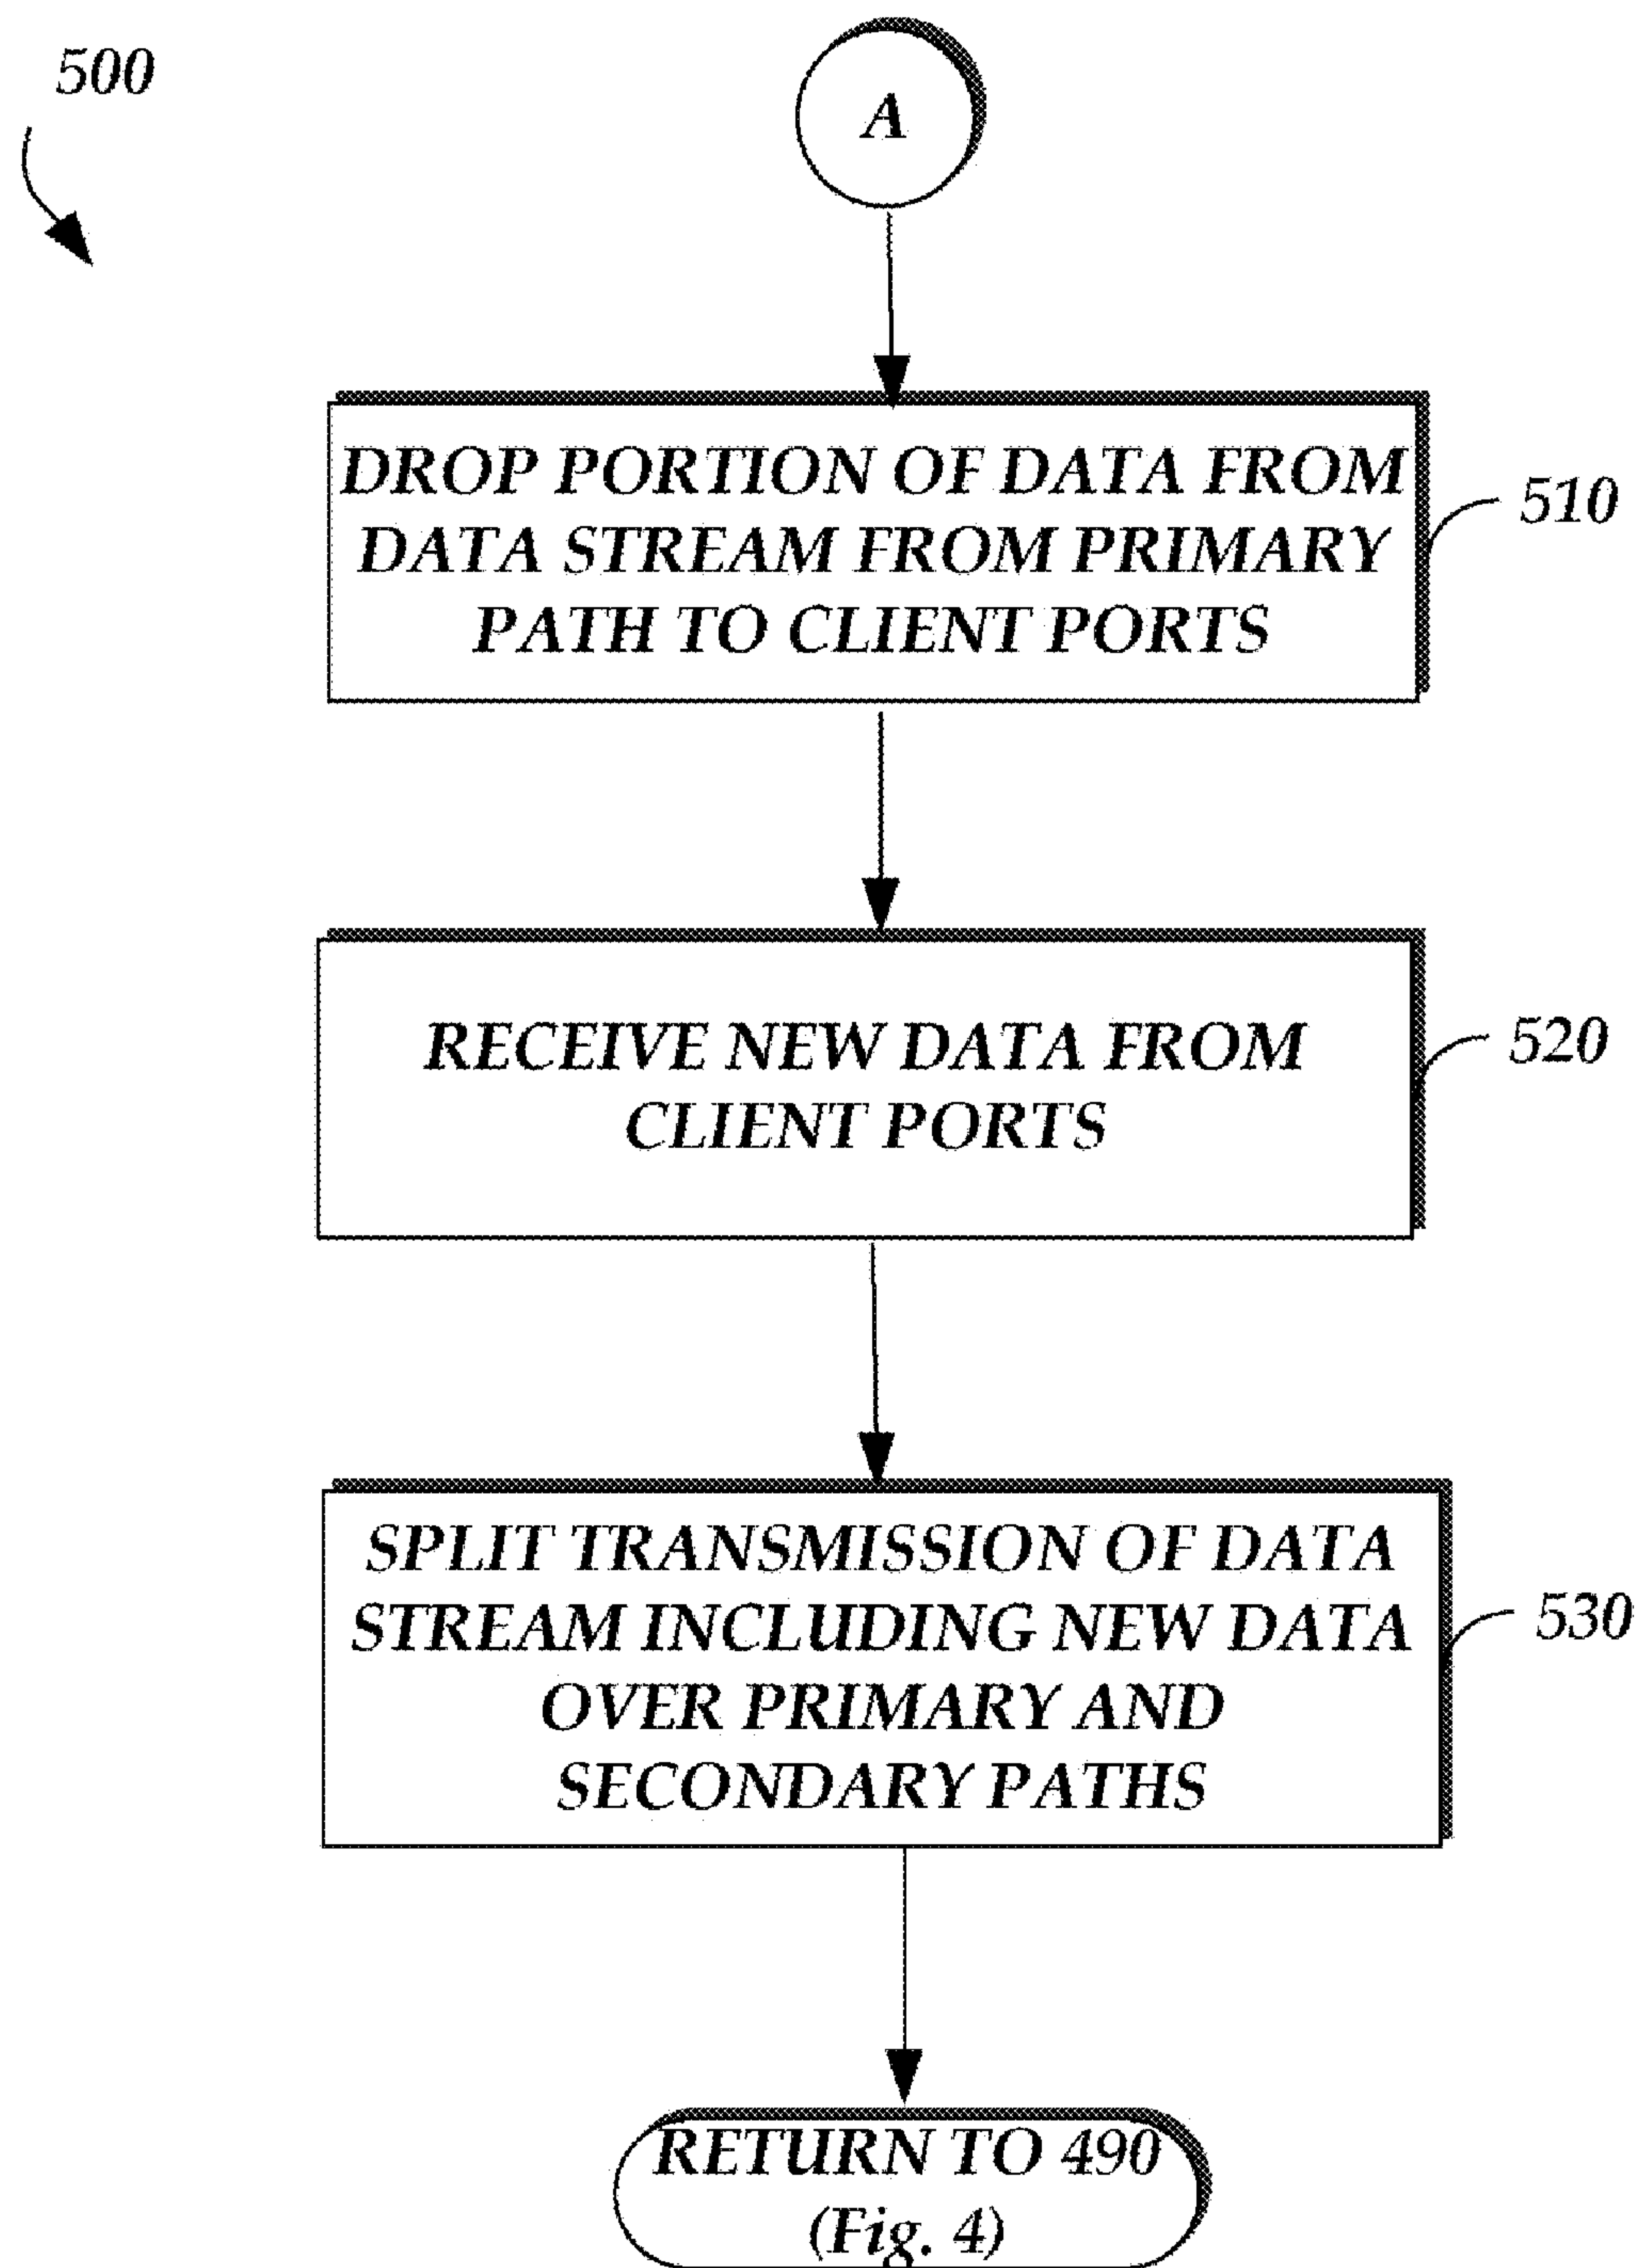 500
A
DROP PORTION OF DATA FROM
DATA STREAM FROM PRIMARY
PATH TO CLIENT PORTS
510
RECEIVE NEW DATA FROM
CLIENT PORTS
520
SPLIT TRANSMISSION OF DATA
STREAM INCLUDING NEW DATA
OVER PRIMARY AND
SECONDARY PATHS
530
RETURN TO 490
(Fig. 4)